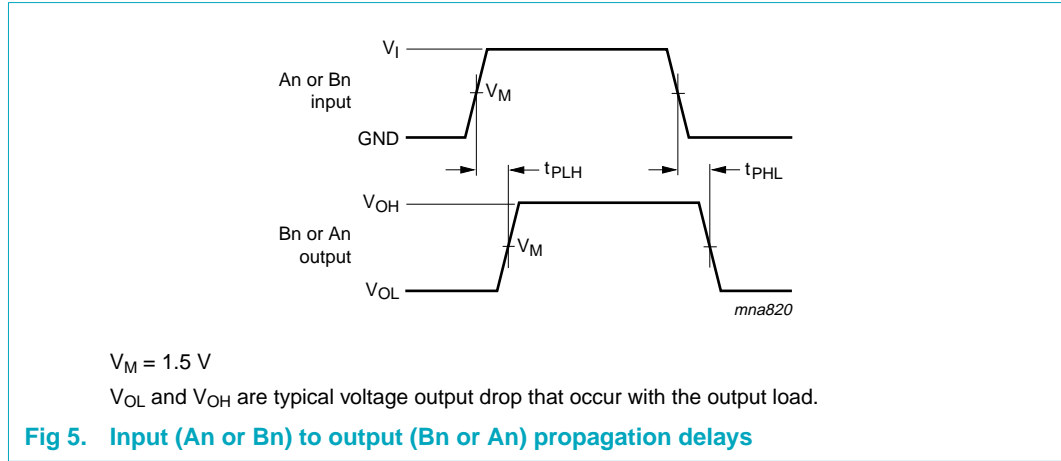 VI
An or Bn
input
VM
GND
tPLH
tPHL
VOH
Bn or An
output
VM
VOL
mna820
VM = 1.5 V
VOL and VOH are typical voltage output drop that occur with the output load.
Fig 5. Input (An or Bn) to output (Bn or An) propagation delays